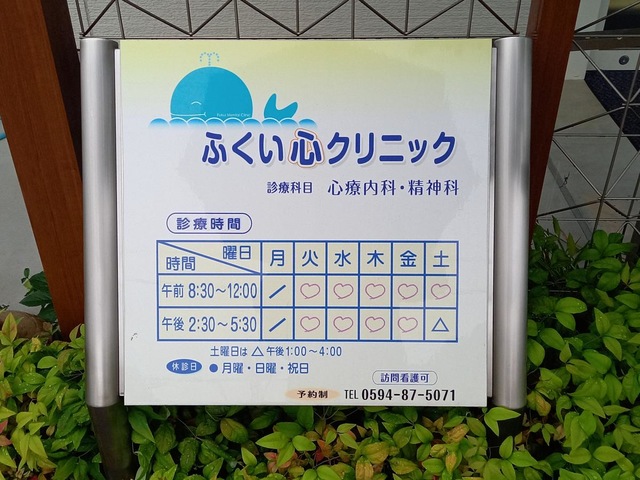 ふくい心クリニック
診療科目 心療内科・精神科
診療時間
曜日 時間 月 火 水 木 金 土
午前 8:30～12:00 ／ ♡ ♡ ♡ ♡ ♡
午後 2:30～5:30 ／ ♡ ♡ ♡ ♡ △
土曜日は △ 午後1:00～4:00
休診日 ●月曜・日曜・祝日
訪問看護可
予約制 TEL 0594-87-5071